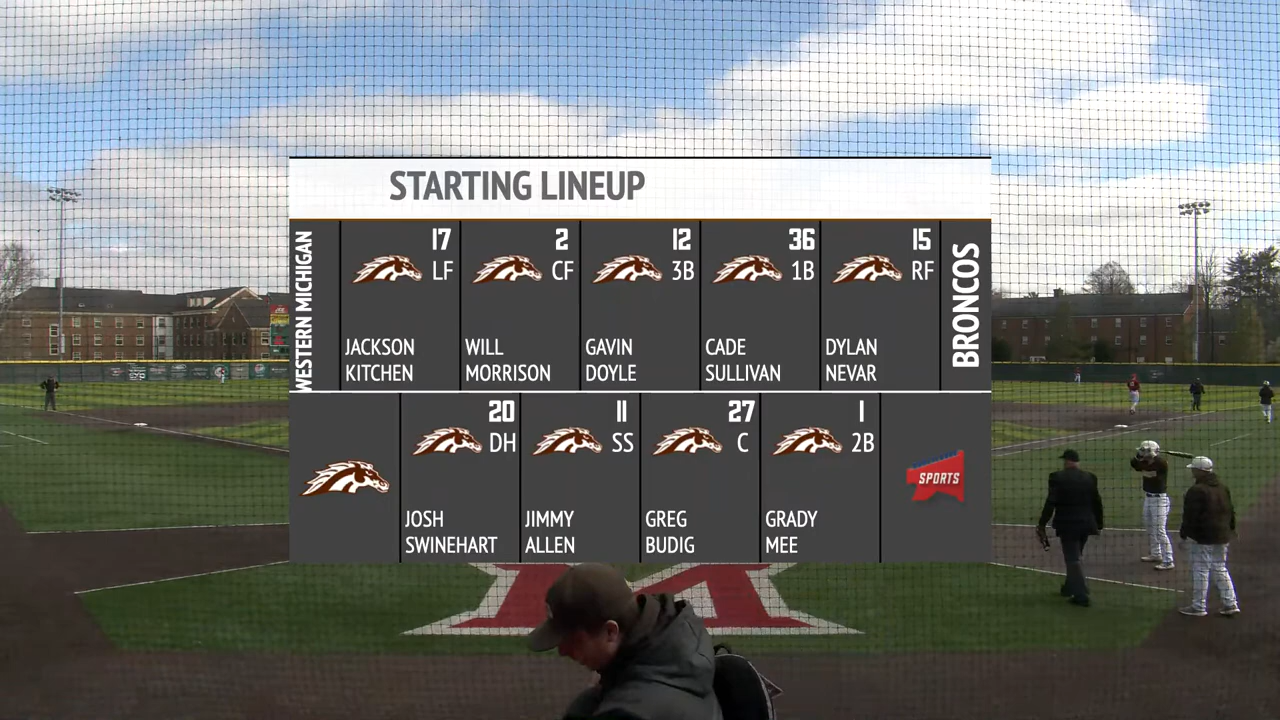 STARTING LINEUP
WESTERN MICHIGAN
17
LF
JACKSON
KITCHEN
2
CF
WILL
MORRISON
12
3B
GAVIN
DOYLE
36
1B
CADE
SULLIVAN
15
RF
DYLAN
NEVAR
BRONCOS
20
DH
JOSH
SWINEHART
11
SS
JIMMY
ALLEN
27
C
GREG
BUDIG
1
2B
GRADY
MEE
SPORTS
M